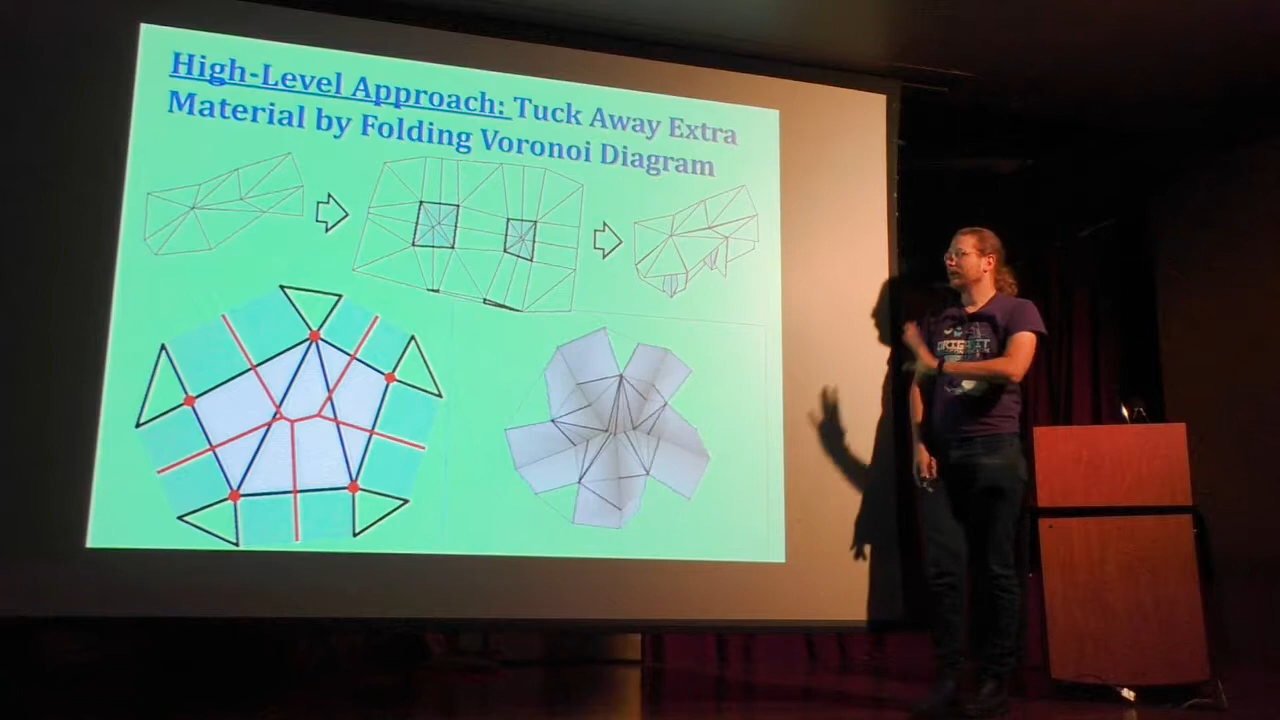 High-Level Approach: Tuck Away Extra
Material by Folding Voronoi Diagram